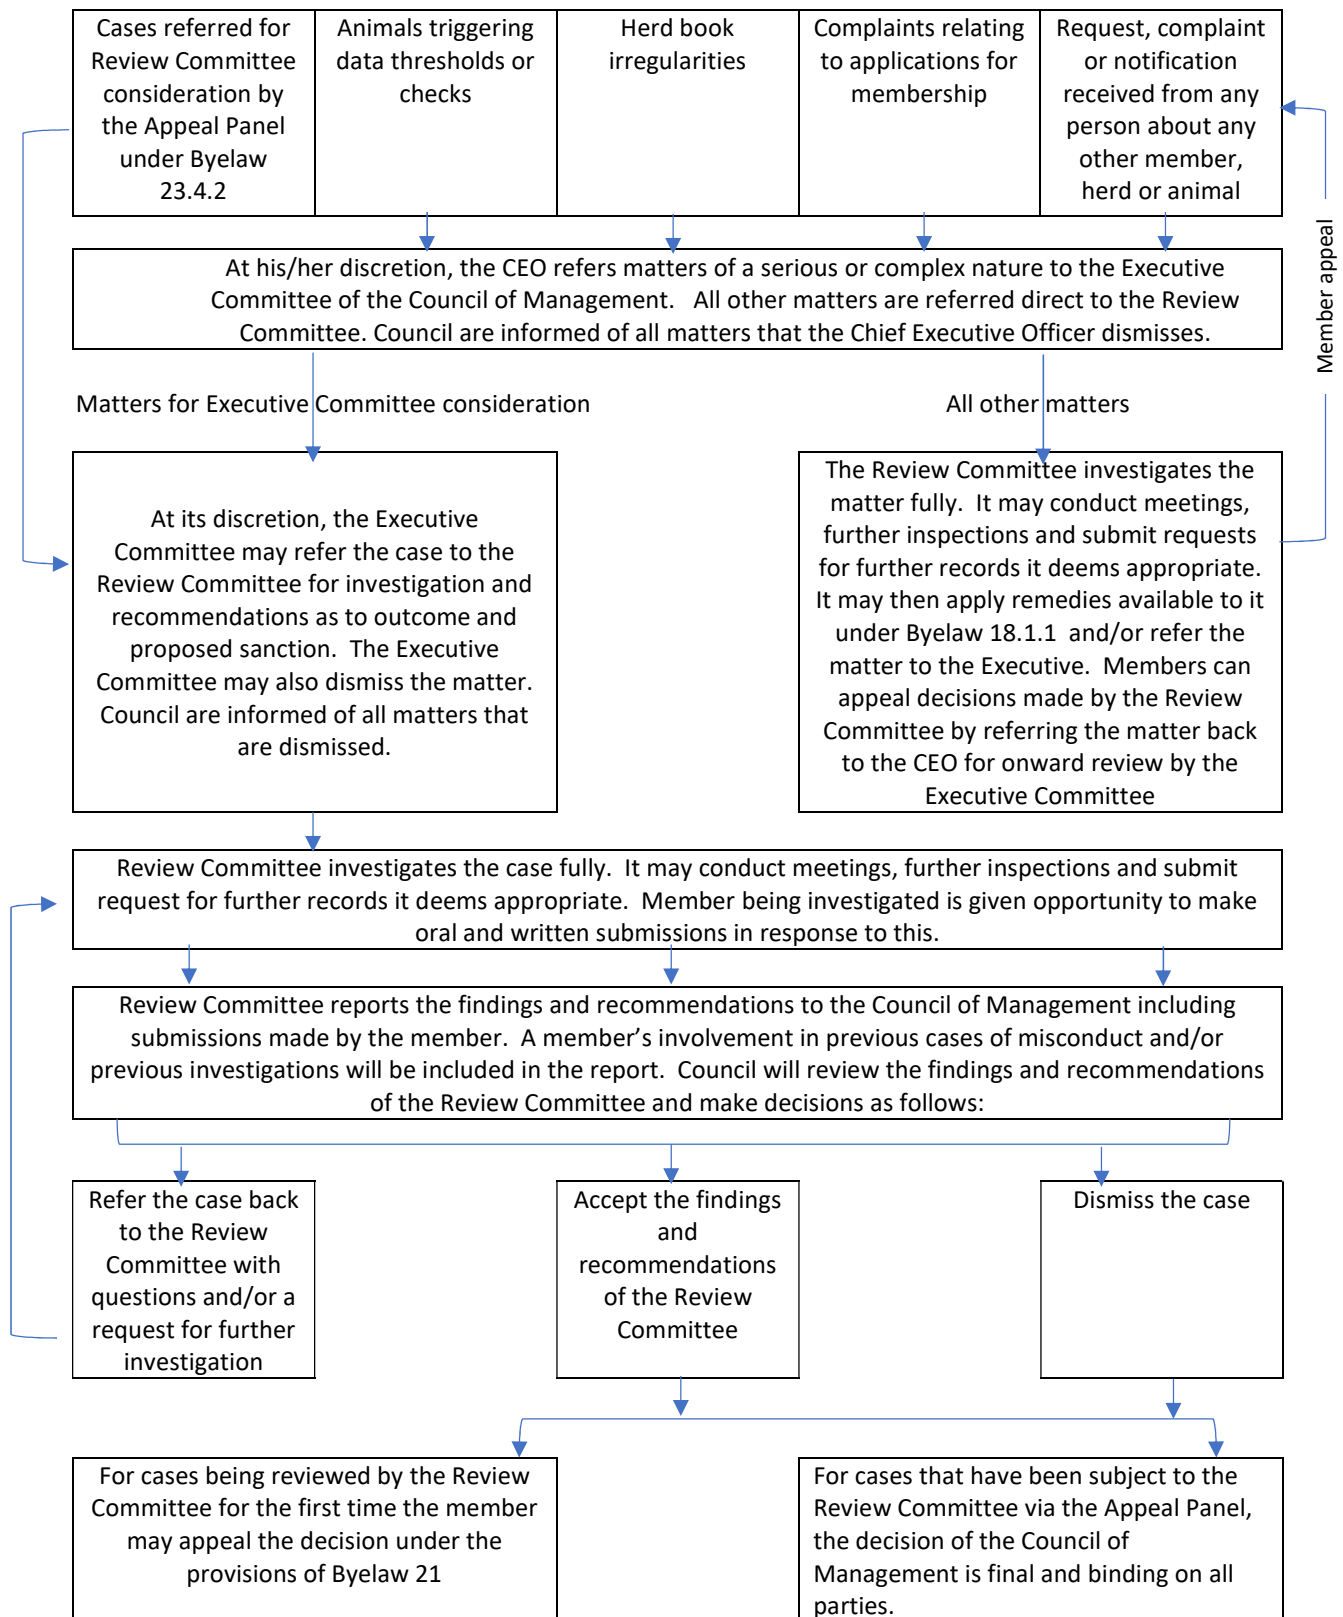 Cases referred for
Review Committee
consideration by
the Appeal Panel
under Byelaw
23.4.2
Animals triggering
data thresholds or
checks
Herd book
irregularities
Complaints relating
to applications for
membership
Request, complaint
or notification
received from any
person about any
other member,
herd or animal
Member appeal
At his/her discretion, the CEO refers matters of a serious or complex nature to the Executive
Committee of the Council of Management.   All other matters are referred direct to the Review
Committee. Council are informed of all matters that the Chief Executive Officer dismisses.
Matters for Executive Committee consideration
All other matters
At its discretion, the Executive
Committee may refer the case to the
Review Committee for investigation and
recommendations as to outcome and
proposed sanction.  The Executive
Committee may also dismiss the matter.
Council are informed of all matters that
are dismissed.
The Review Committee investigates the
matter fully.  It may conduct meetings,
further inspections and submit requests
for further records it deems appropriate.
It may then apply remedies available to it
under Byelaw 18.1.1  and/or refer the
matter to the Executive.  Members can
appeal decisions made by the Review
Committee by referring the matter back
to the CEO for onward review by the
Executive Committee
Review Committee investigates the case fully.  It may conduct meetings, further inspections and submit
request for further records it deems appropriate.  Member being investigated is given opportunity to make
oral and written submissions in response to this.
Review Committee reports the findings and recommendations to the Council of Management including
submissions made by the member.  A member’s involvement in previous cases of misconduct and/or
previous investigations will be included in the report.  Council will review the findings and recommendations
of the Review Committee and make decisions as follows:
Refer the case back
to the Review
Committee with
questions and/or a
request for further
investigation
Accept the findings
and
recommendations
of the Review
Committee
Dismiss the case
For cases being reviewed by the Review
Committee for the first time the member
may appeal the decision under the
provisions of Byelaw 21
For cases that have been subject to the
Review Committee via the Appeal Panel,
the decision of the Council of
Management is final and binding on all
parties.